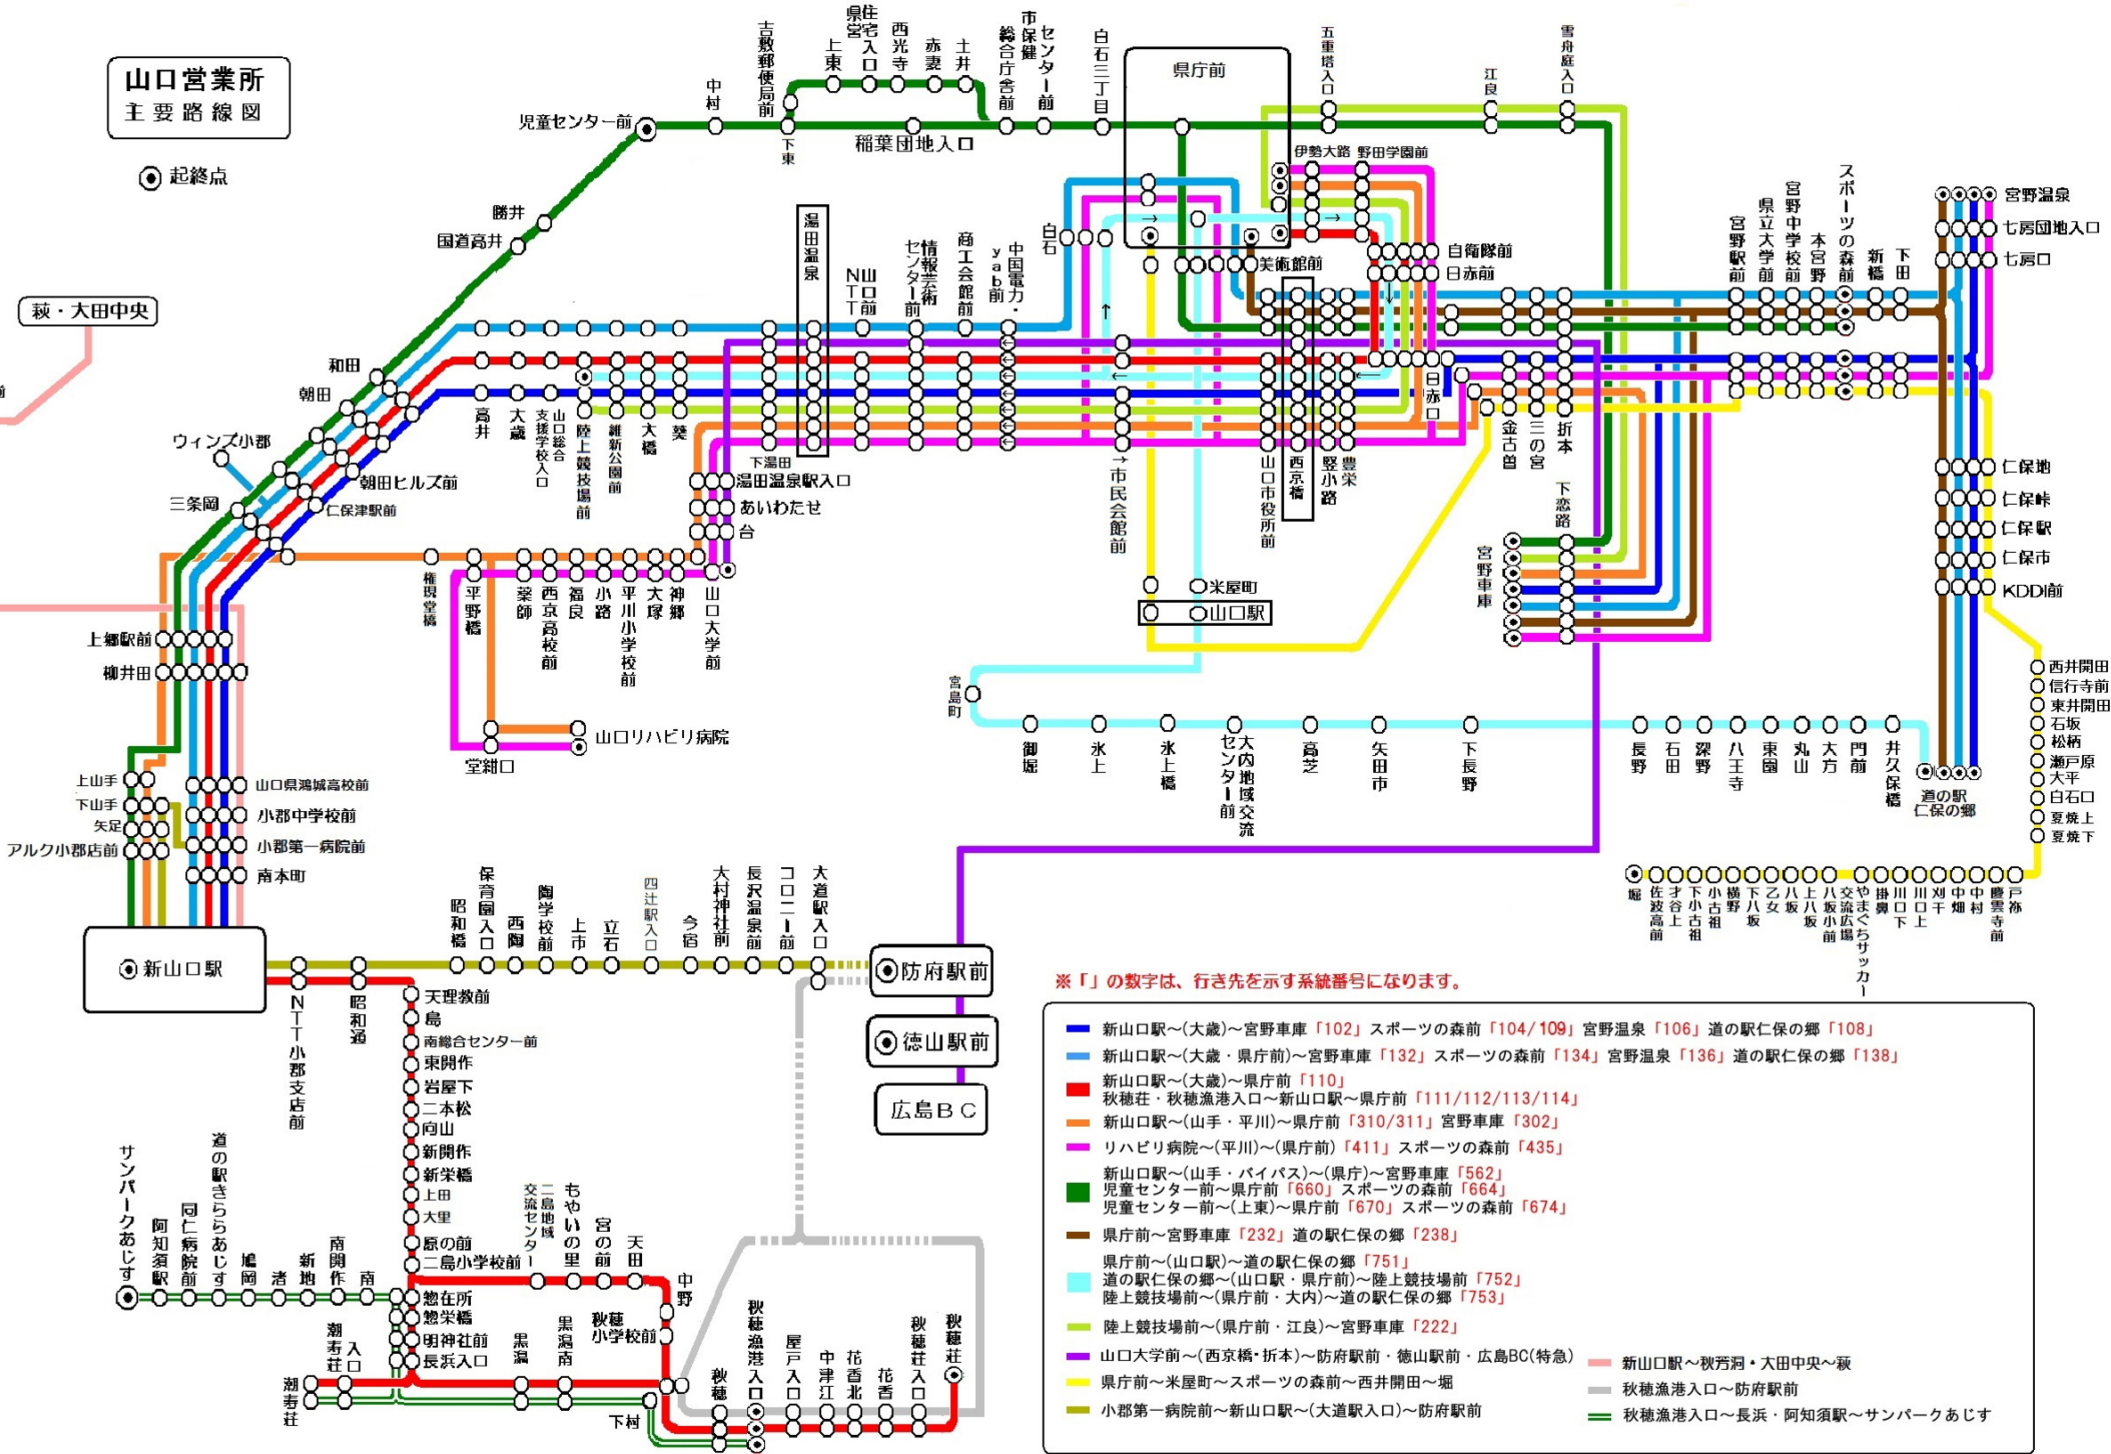 山口営業所
主要路線図
起終点
萩・大田中央
児童センター前
中村
吉敷郵便局前
下東
上東
県営住宅入口
西光寺
赤妻
土井
稲葉団地入口
総合庁舎前
市保健センター前
白石三丁目
県庁前
五重塔入口
江良
雪舟庭入口
伊勢大路
野田学園前
自衛隊前
日赤前
美術館前
勝井
国道高井
和田
朝田
ウィンズ小郡
三条岡
朝田ヒルズ前
仁保津駅前
高井
大歳
山口総合支援学校入口
陸上競技場前
維新公園前
大橋
葵
下湯田
湯田温泉
NTT山口前
情報芸術センター前
商工会館前
中国電力・yab前
白石
→市民会館前
山口市役所前
西京橋
竪小路
豊栄
日赤口
金古曽
三の宮
折本
下恋路
宮野車庫
宮野駅前
県立大学前
宮野中学校前
本宮野
スポーツの森前
新橋
下田
宮野温泉
七房団地入口
七房口
仁保地
仁保峠
仁保駅
仁保市
KDDI前
西井開田
信行寺前
東井開田
石坂
松柄
瀬戸原
大平
白石口
夏焼上
夏焼下
湯田温泉駅入口
あいわたせ
台
権現堂橋
平野橋
薬師
西京高校前
福良
小路
平川小学校前
大塚
神郷
山口大学前
堂紺口
山口リハビリ病院
米屋町
山口駅
宮島町
御堀
氷上
氷上橋
大内地域交流センター前
高芝
矢田市
下長野
長野
石田
深野
八王寺
東園
丸山
大方
門前
井久保橋
道の駅
仁保の郷
堀
佐波高前
才谷上
下小古祖
小古祖
横野
下八坂
乙女
八坂
上八坂
八坂小前
やまぐちサッカー交流広場
掛鼻
川口下
川口上
刈干
中畑
中村
慶雲寺前
戸祢
上郷駅前
柳井田
上山手
下山手
矢足
アルク小郡店前
山口県鴻城高校前
小郡中学校前
小郡第一病院前
南本町
新山口駅
NTT小郡支店前
昭和通
昭和橋
保育園入口
西陶
陶学校前
上市
立石
四辻駅入口
今宿
大村神社前
長沢温泉前
コロニー前
大道駅入口
防府駅前
徳山駅前
広島BC
天理教前
島
南総合センター前
東開作
岩屋下
二本松
向山
新開作
新栄橋
上田
大里
原の前
二島小学校前
惣在所
惣栄橋
明神社前
長浜入口
サンパークあじす
阿知須駅
同仁病院前
道の駅きららあじす
鳩岡
渚
新地
南開作
南
潮寿荘
潮寿荘入口
黒潟
黒潟南
二島地域交流センター
もやいの里
宮の前
天田
中野
秋穂小学校前
下村
秋穂
秋穂漁港入口
屋戸入口
中津江
花香北
花香
秋穂荘入口
秋穂荘
※「」の数字は、行き先を示す系統番号になります。
新山口駅～(大歳)～宮野車庫「102」スポーツの森前「104/109」宮野温泉「106」道の駅仁保の郷「108」
新山口駅～(大歳・県庁前)～宮野車庫「132」スポーツの森前「134」宮野温泉「136」道の駅仁保の郷「138」
新山口駅～(大歳)～県庁前「110」
秋穂荘・秋穂漁港入口～新山口駅～県庁前「111/112/113/114」
新山口駅～(山手・平川)～県庁前「310/311」宮野車庫「302」
リハビリ病院～(平川)～(県庁前)「411」スポーツの森前「435」
新山口駅～(山手・バイパス)～(県庁)～宮野車庫「562」
児童センター前～県庁前「660」スポーツの森前「664」
児童センター前～(上東)～県庁前「670」スポーツの森前「674」
県庁前～宮野車庫「232」道の駅仁保の郷「238」
県庁前～(山口駅)～道の駅仁保の郷「751」
道の駅仁保の郷～(山口駅・県庁前)～陸上競技場前「752」
陸上競技場前～(県庁前・大内)～道の駅仁保の郷「753」
陸上競技場前～(県庁前・江良)～宮野車庫「222」
山口大学前～(西京橋・折本)～防府駅前・徳山駅前・広島BC(特急)
県庁前～米屋町～スポーツの森前～西井開田～堀
小郡第一病院前～新山口駅～(大道駅入口)～防府駅前
新山口駅～秋芳洞・大田中央～萩
秋穂漁港入口～防府駅前
秋穂漁港入口～長浜・阿知須駅～サンパークあじす